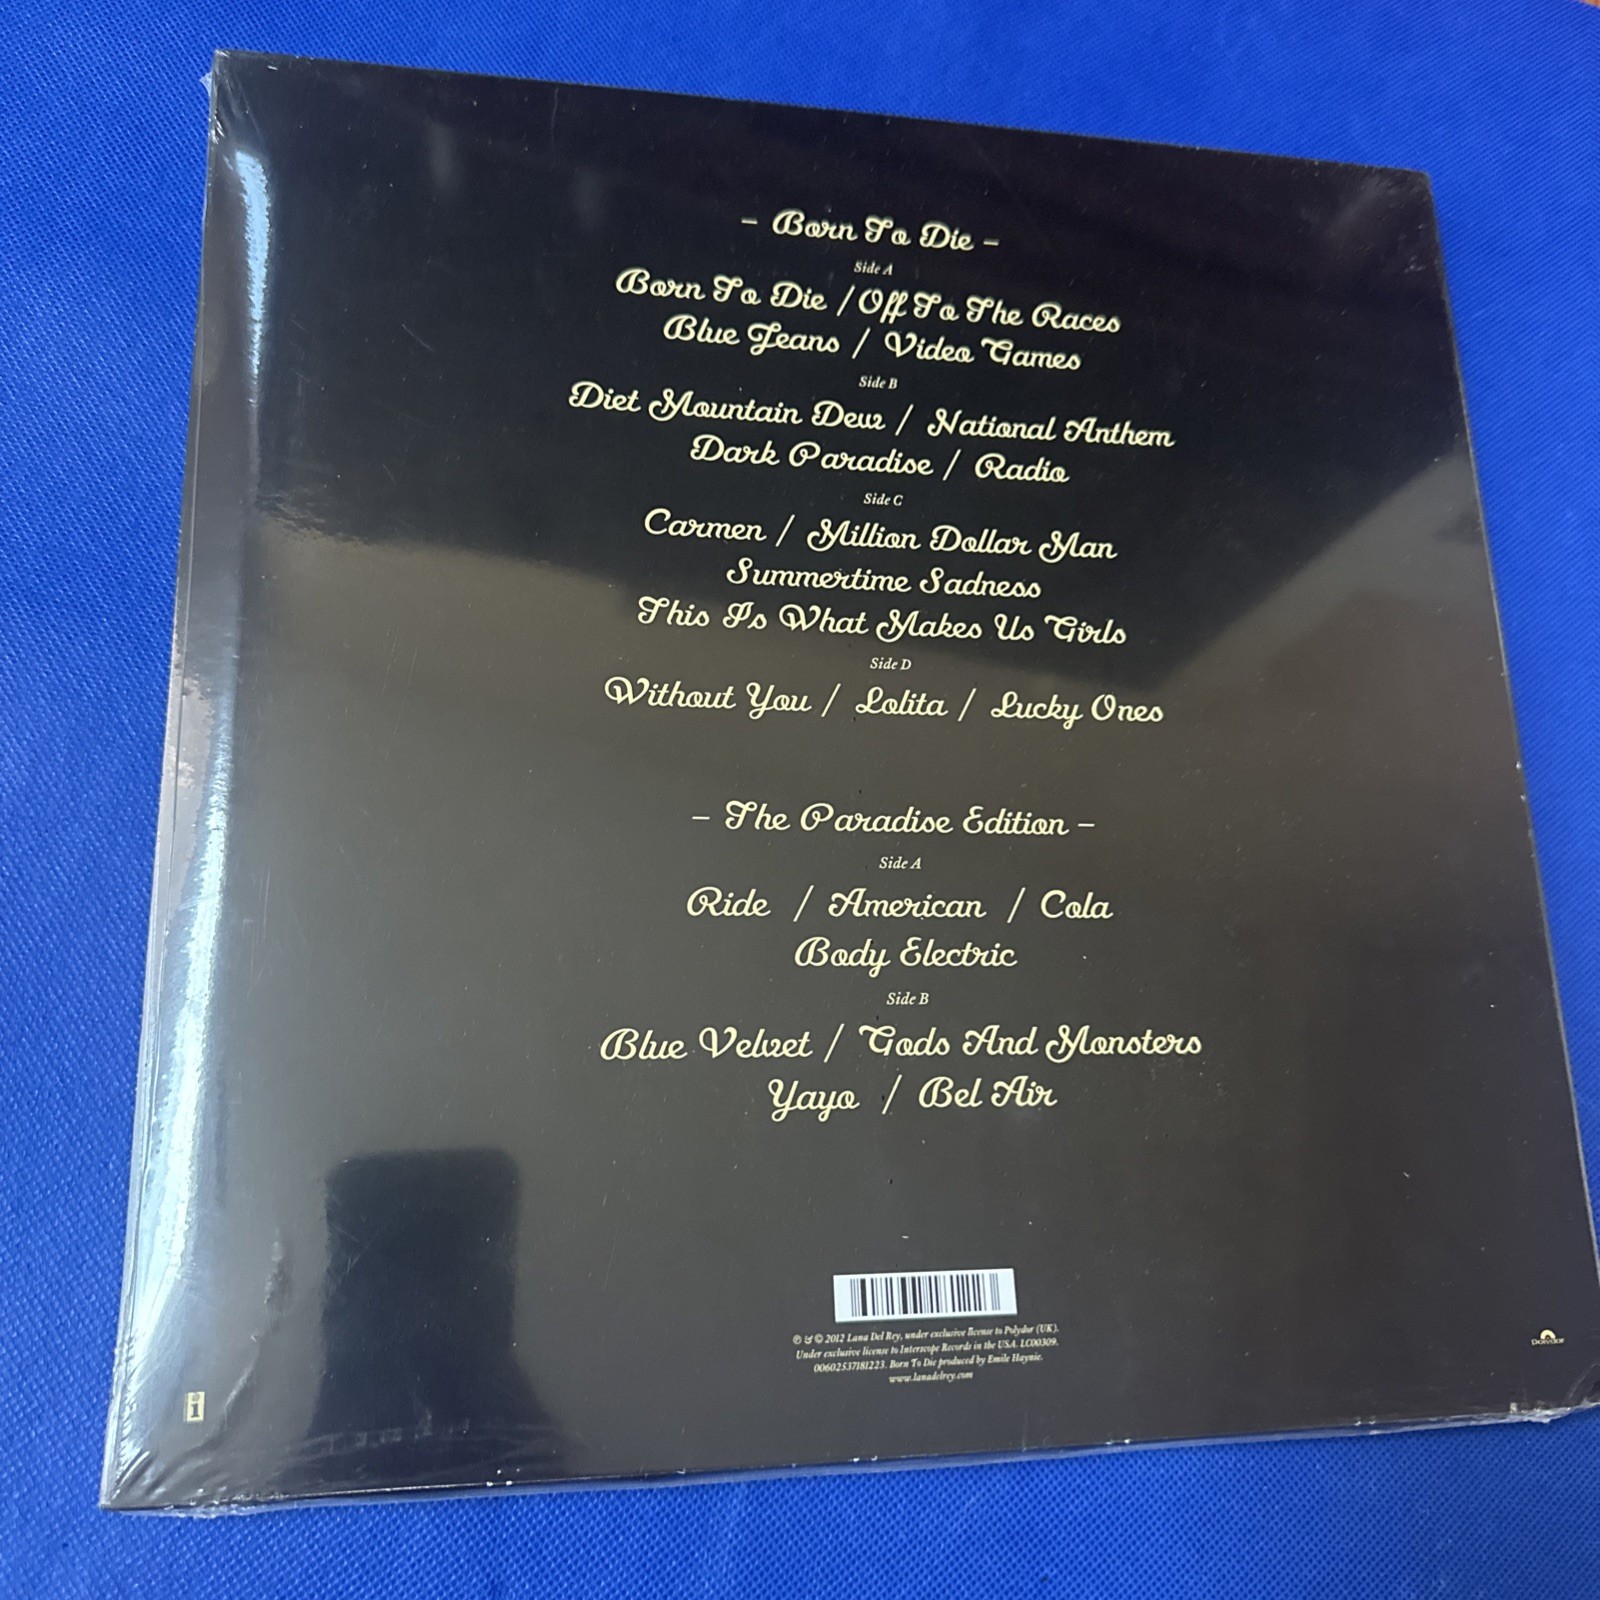 – Born To Die –
Side A
Born To Die / Off To The Races
Blue Jeans / Video Games
Side B
Diet Mountain Dew / National Anthem
Dark Paradise / Radio
Side C
Carmen / Million Dollar Man
Summertime Sadness
This Is What Makes Us Girls
Side D
Without You / Lolita / Lucky Ones
– The Paradise Edition –
Side A
Ride / American / Cola
Body Electric
Side B
Blue Velvet / Gods And Monsters
Yayo / Bel Air
℗ & © 2012 Lana Del Rey, under exclusive license to Polydor (UK).
Under exclusive license to Interscope Records in the USA. LC00309.
00602537181223. Born To Die produced by Emile Haynie.
www.lanadelrey.com
i
polydor